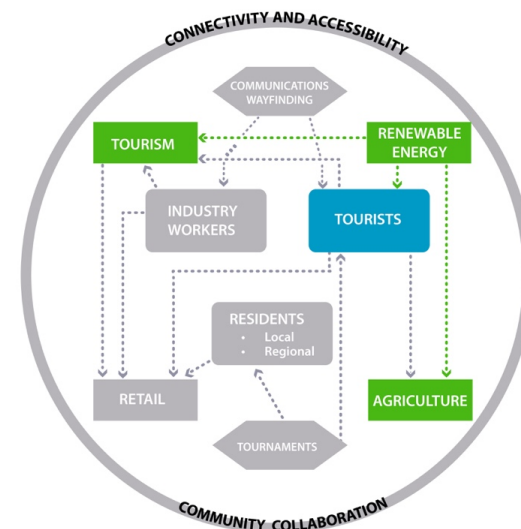 CONNECTIVITY AND ACCESSIBILITY
COMMUNICATIONS
WAYFINDING
TOURISM
RENEWABLE
ENERGY
INDUSTRY
WORKERS
TOURISTS
RESIDENTS
• Local
• Regional
RETAIL
AGRICULTURE
TOURNAMENTS
COMMUNITY COLLABORATION